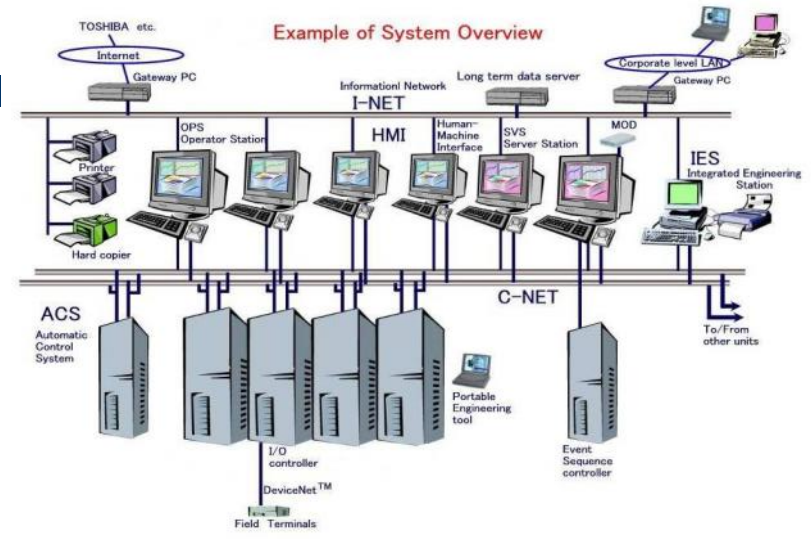 Example of System Overview
TOSHIBA etc.
Internet
Gateway PC
Informationl Network
I-NET
Long term data server
Corporate level LAN
Gateway PC
Printer
Hard copier
OPS
Operator Station
HMI
Human-
Machine
Interface
SVS
Server Station
MOD
IES
Integrated Engineering
Station
C-NET
To/From
other units
ACS
Automatic
Control
System
I/O
controller
DeviceNet™
Field Terminals
Portable
Engineering
tool
Event
Sequence
controller